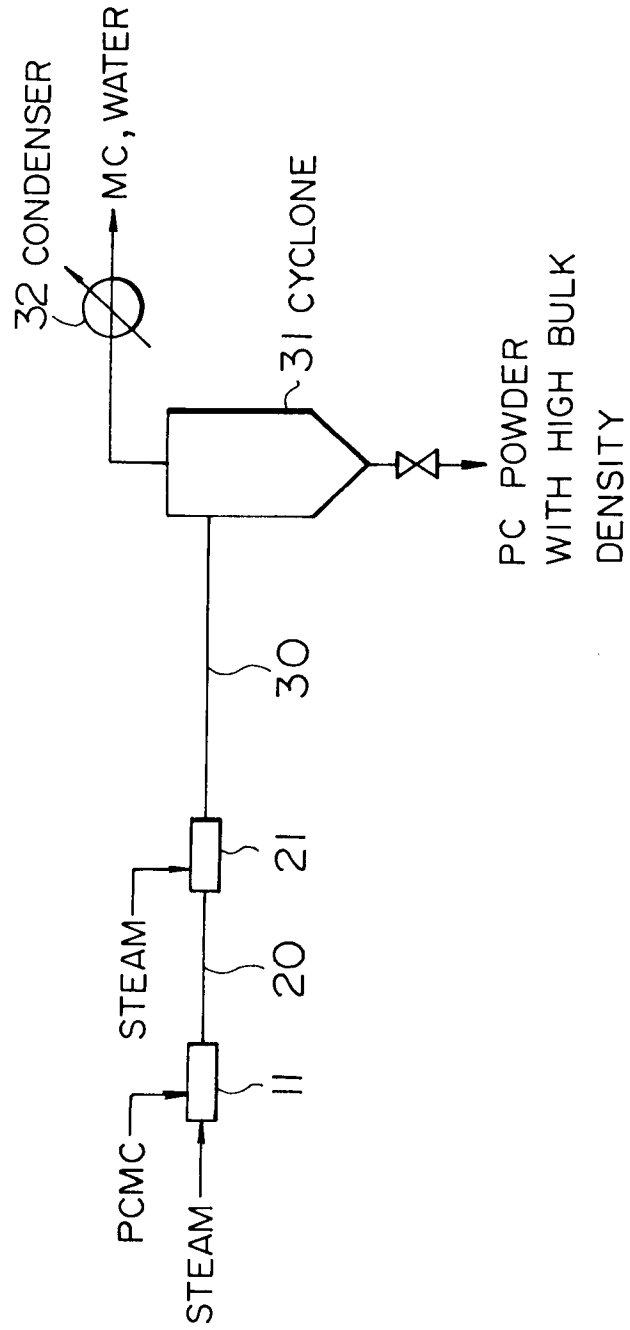 PCMC
STEAM
11
20
STEAM
21
30
32 CONDENSER
MC, WATER
31 CYCLONE
PC POWDER
WITH HIGH BULK
DENSITY